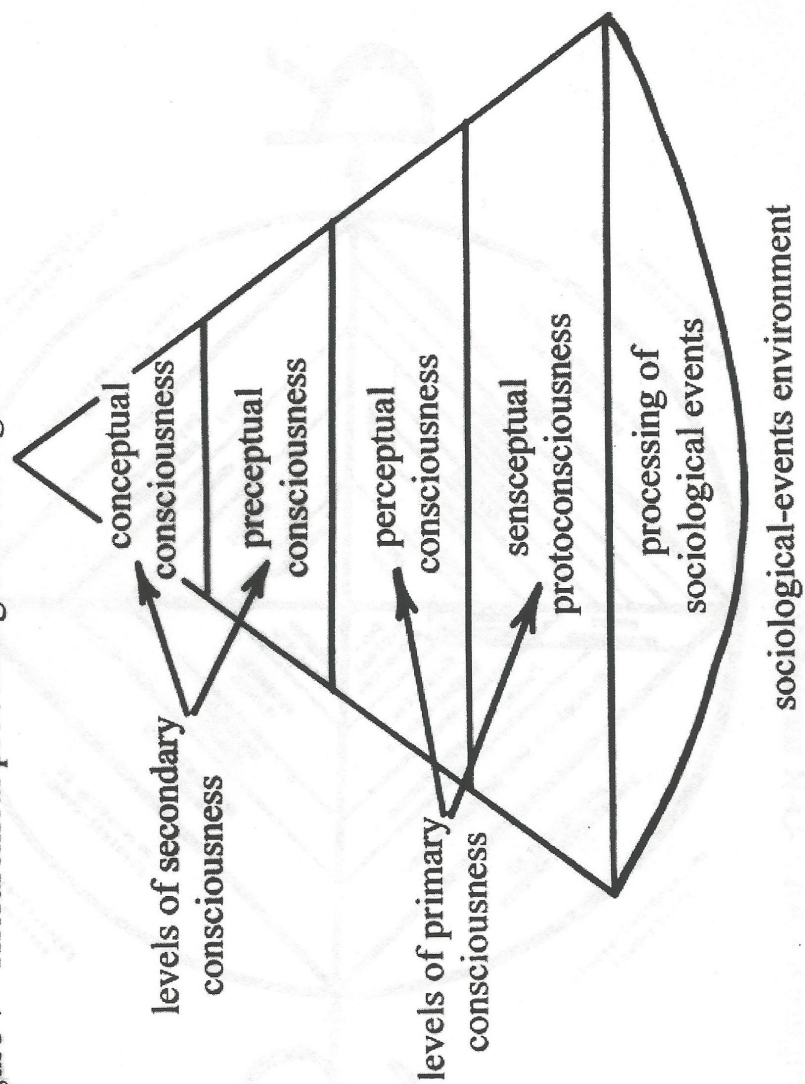 conceptual
consciousness
levels of secondary
consciousness
preceptual
consciousness
perceptual
consciousness
levels of primary
consciousness
sensceptual
protoconsciousness
processing of
sociological events
sociological-events environment